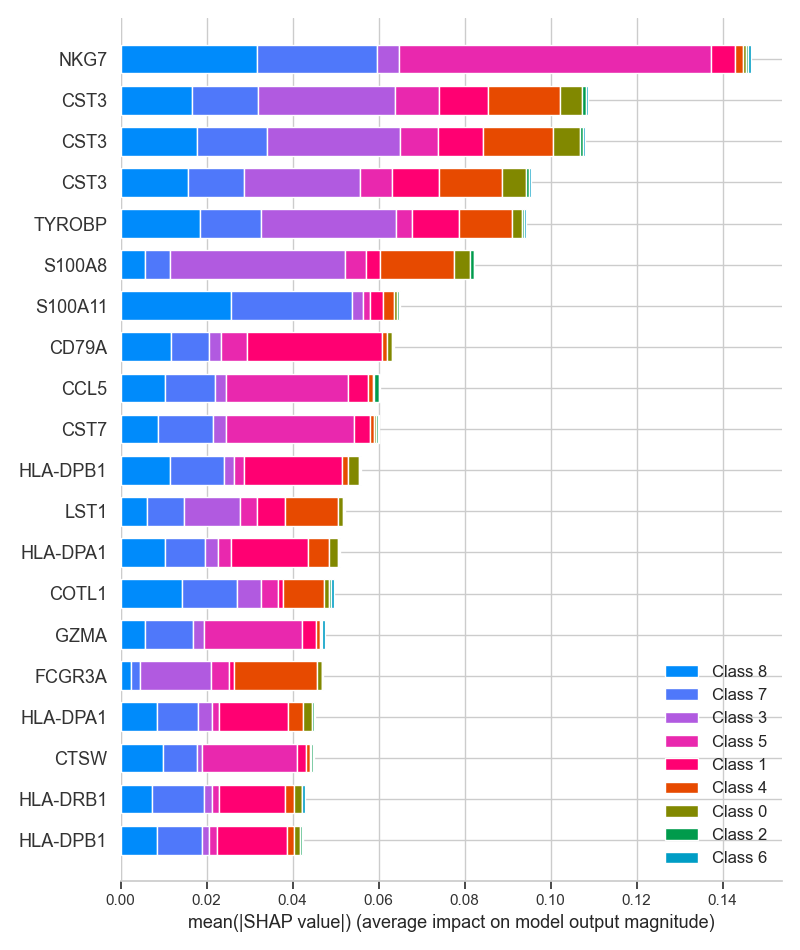 NKG7
CST3
CST3
CST3
TYROBP
S100A8
S100A11
CD79A
CCL5
CST7
HLA-DPB1
LST1
HLA-DPA1
COTL1
GZMA
FCGR3A
HLA-DPA1
CTSW
HLA-DRB1
HLA-DPB1
Class 8
Class 7
Class 3
Class 5
Class 1
Class 4
Class 0
Class 2
Class 6
0.00 0.02 0.04 0.06 0.08 0.10 0.12 0.14
mean(|SHAP value|) (average impact on model output magnitude)